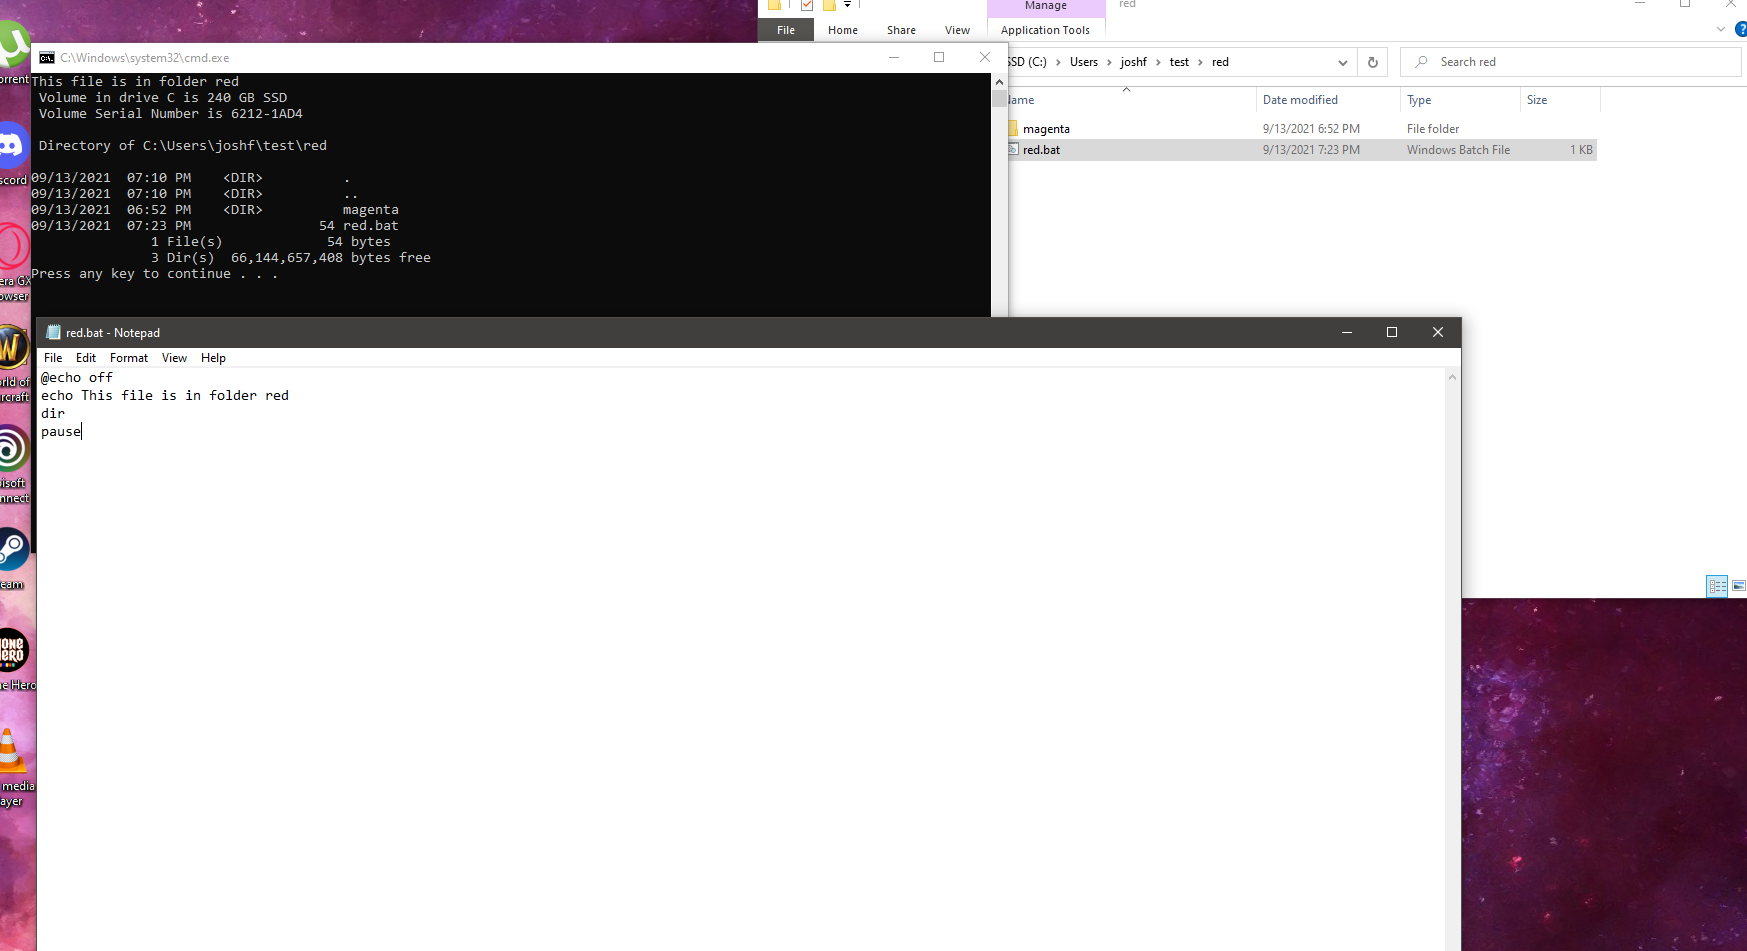 Manage
red
File Home Share View Application Tools
C:\Windows\system32\cmd.exe
This file is in folder red
Volume in drive C is 240 GB SSD
Volume Serial Number is 6212-1AD4
Directory of C:\Users\joshf\test\red
09/13/2021 07:10 PM <DIR> .
09/13/2021 07:10 PM <DIR> ..
09/13/2021 06:52 PM <DIR> magenta
09/13/2021 07:23 PM 54 red.bat
1 File(s) 54 bytes
3 Dir(s) 66,144,657,408 bytes free
Press any key to continue . . .
SSD (C:) > Users > joshf > test > red
Search red
Name Date modified Type Size
magenta 9/13/2021 6:52 PM File folder
red.bat 9/13/2021 7:23 PM Windows Batch File 1 KB
red.bat - Notepad
File Edit Format View Help
@echo off
echo This file is in folder red
dir
pause
orrent
scord
era GX
owser
W
orld of
rcraft
bisoft
nnect
eam
ONE
HERO
ne Hero
media
ayer